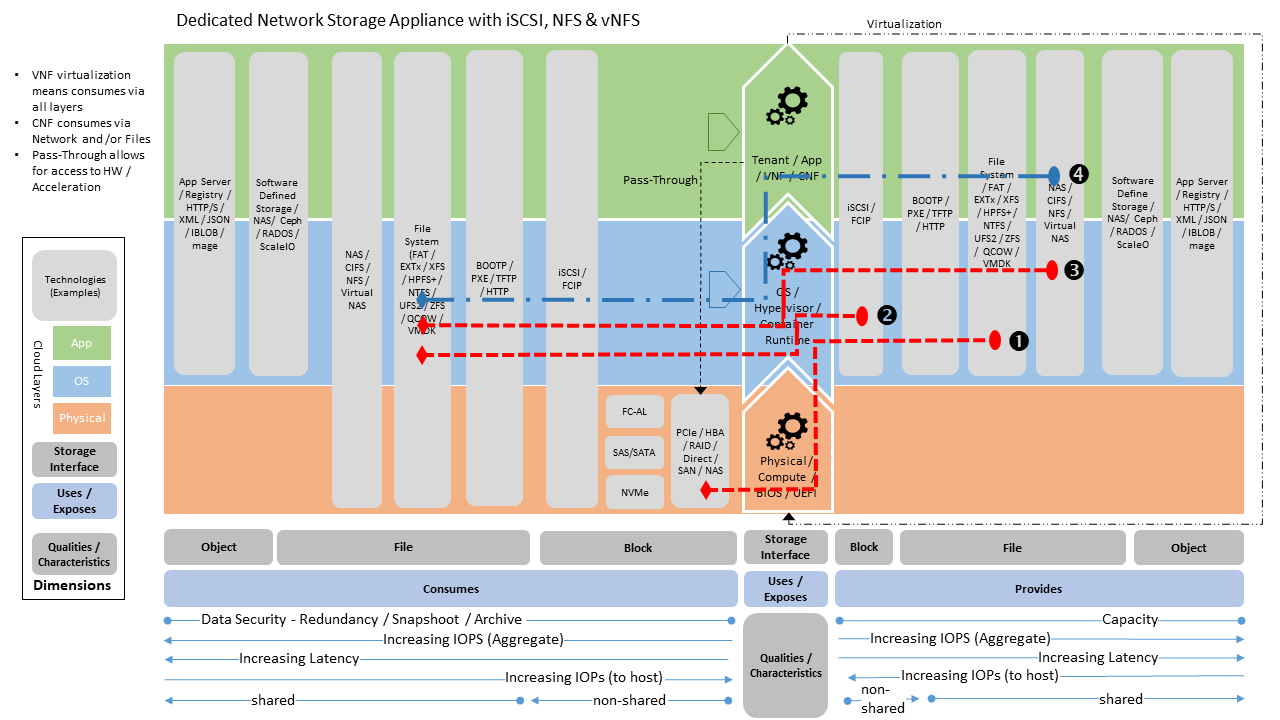 Dedicated Network Storage Appliance with iSCSI, NFS & vNFS
Virtualization
• VNF virtualization
means consumes via
all layers
• CNF consumes via
Network and /or Files
• Pass-Through allows
for access to HW /
Acceleration
Technologies
(Examples)
Cloud Layers
App
OS
Physical
Storage
Interface
Uses /
Exposes
Qualities /
Characteristics
Dimensions
App Server
/ Registry /
HTTP/S /
XML / JSON
/ IBLOB /
mage
Software
Defined
Storage /
NAS/ Ceph
/ RADOS /
ScaleIO
NAS /
CIFS /
NFS /
Virtual
NAS
File
System
(FAT /
EXTx / XFS
/ HPFS+ /
NTFS /
UFS2 / ZFS
/ QCOW /
VMDK
BOOTP /
PXE / TFTP
/ HTTP
iSCSI /
FCIP
FC-AL
SAS/SATA
NVMe
PCIe / HBA
/ RAID /
Direct /
SAN / NAS
Pass-Through
Tenant / App
/ VNF / CNF
OS /
Hypervisor /
Container
Runtime
Physical /
Compute /
BIOS / UEFI
iSCSI /
FCIP
BOOTP /
PXE / TFTP
/ HTTP
File
System
/ FAT /
EXTx / XFS
/ HPFS+ /
NTFS /
UFS2 / ZFS
/ QCOW /
VMDK
NAS /
CIFS /
NFS /
Virtual
NAS
Software
Define
Storage /
NAS/ Ceph
/ RADOS /
ScaleIO
App Server
/ Registry /
HTTP/S /
XML / JSON
/ IBLOB /
mage
4
3
2
1
Object
File
Block
Storage
Interface
Block
File
Object
Consumes
Uses /
Exposes
Provides
Data Security - Redundancy / Snapshoot / Archive
Increasing IOPS (Aggregate)
Increasing Latency
Increasing IOPs (to host)
shared
non-shared
Qualities /
Characteristics
Capacity
Increasing IOPS (Aggregate)
Increasing Latency
Increasing IOPs (to host)
non-
shared
shared